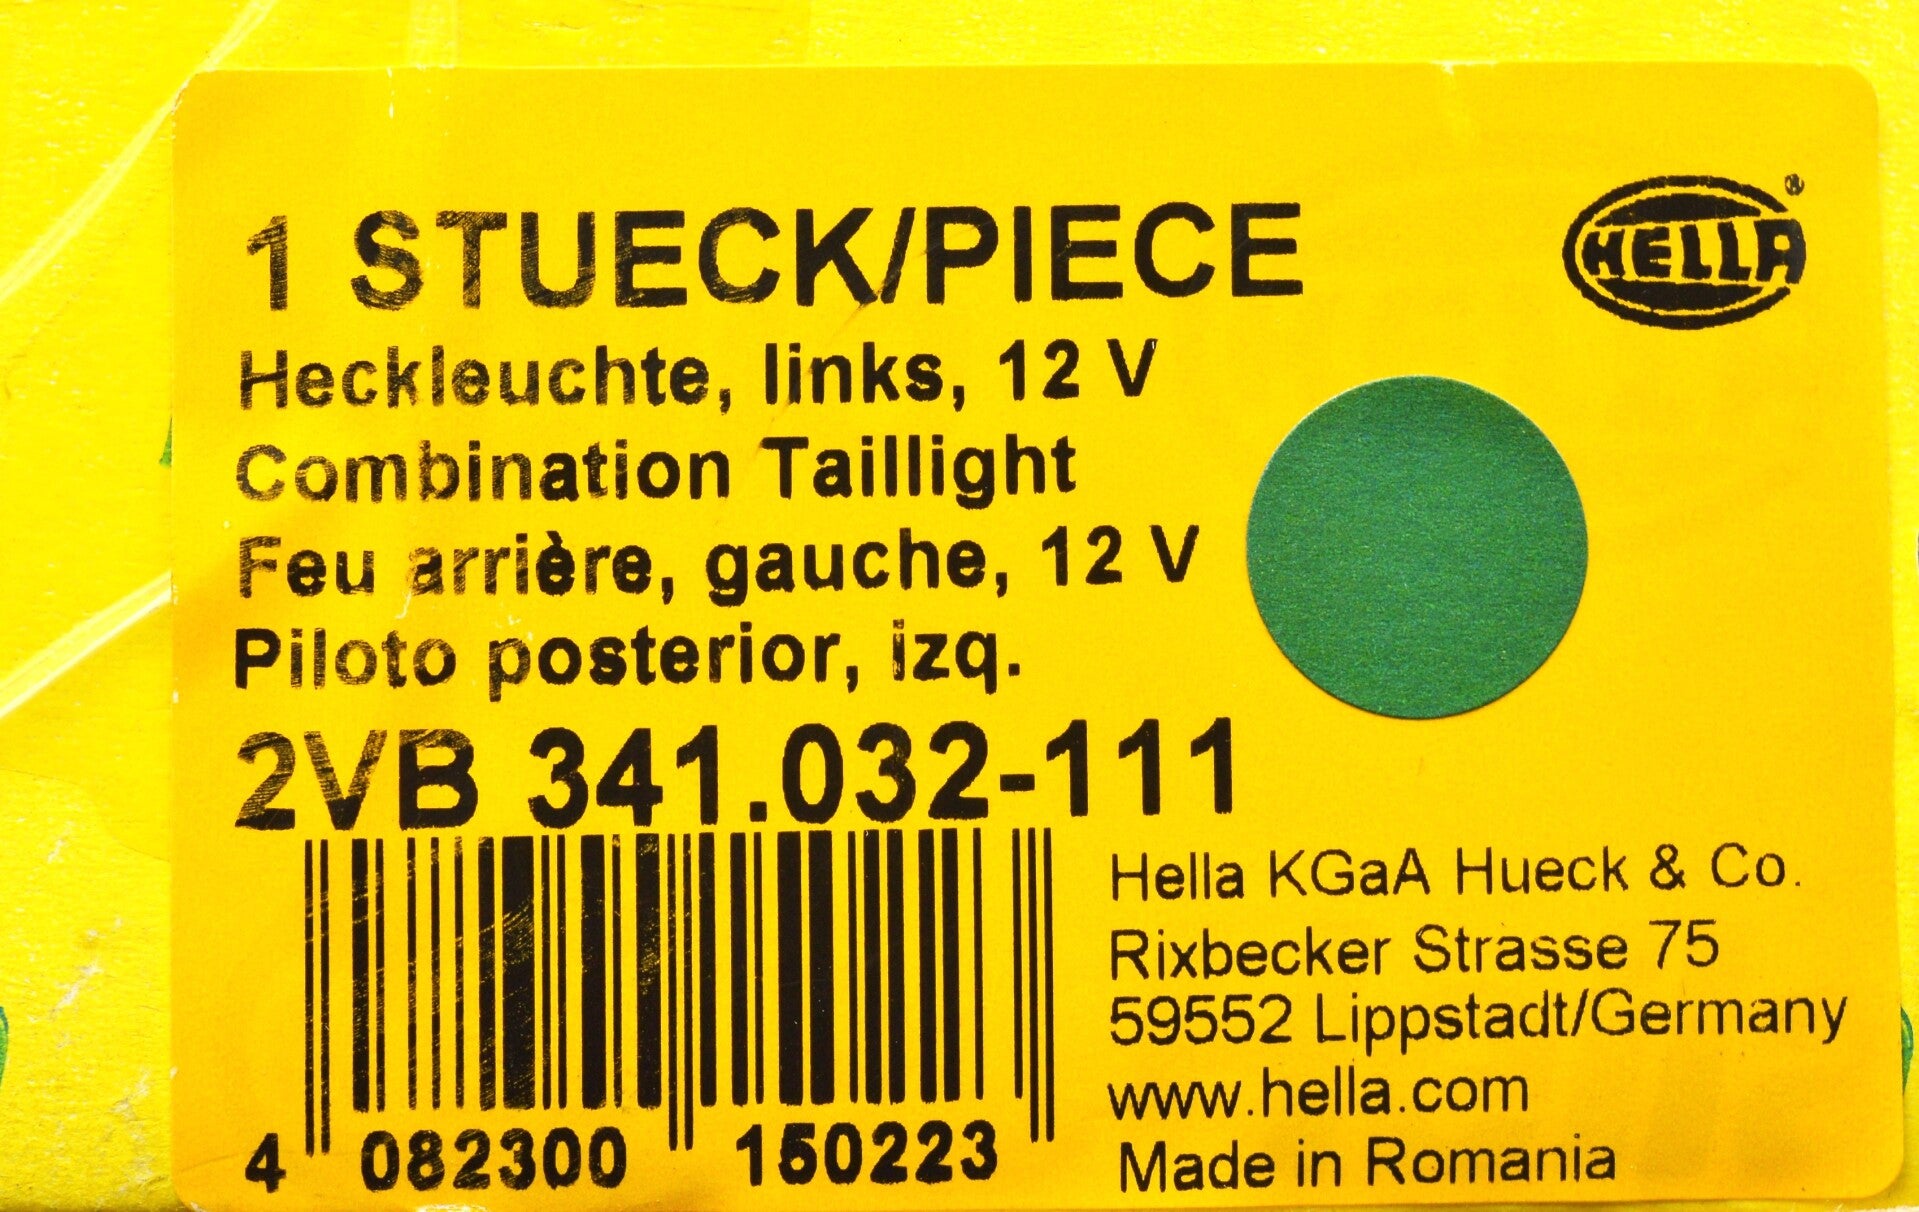 1 STUECK/PIECE
HELLA ®
Heckleuchte, links, 12 V
Combination Taillight
Feu arrière, gauche, 12 V
Piloto posterior, izq.
2VB 341.032-111
4 082300 150223
Hella KGaA Hueck & Co.
Rixbecker Strasse 75
59552 Lippstadt/Germany
www.hella.com
Made in Romania